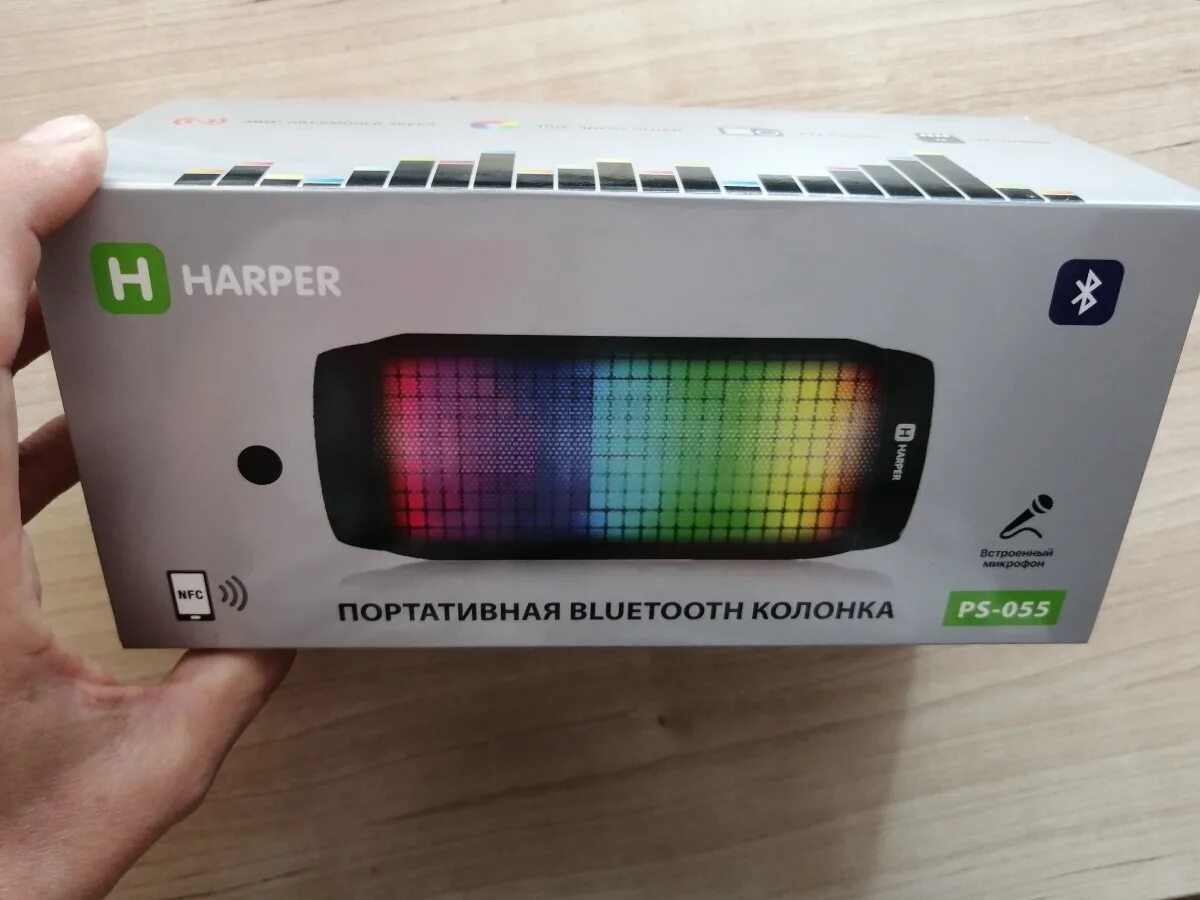 H HARPER
H HARPER
Встроенный
микрофон
NFC
ПОРТАТИВНАЯ BLUETOOTH КОЛОНКА
PS-055